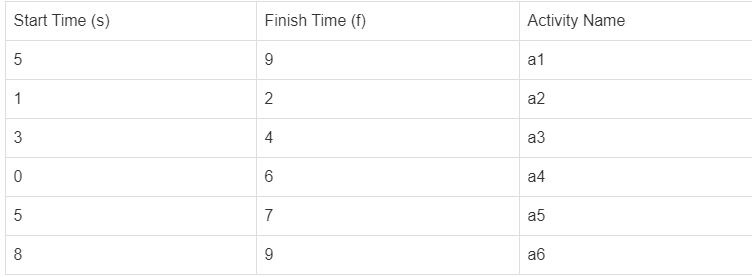 Start Time (s) Finish Time (f) Activity Name
5 9 a1
1 2 a2
3 4 a3
0 6 a4
5 7 a5
8 9 a6